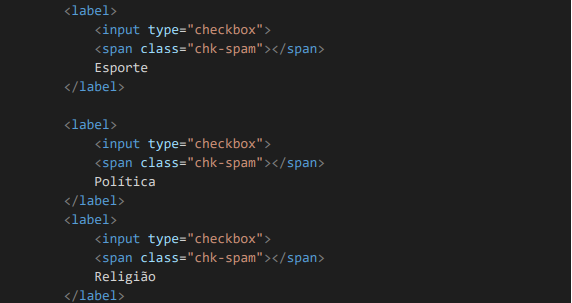 <label>
<input type="checkbox">
<span class="chk-spam"></span>
Esporte
</label>
<label>
<input type="checkbox">
<span class="chk-spam"></span>
Política
</label>
<label>
<input type="checkbox">
<span class="chk-spam"></span>
Religião
</label>